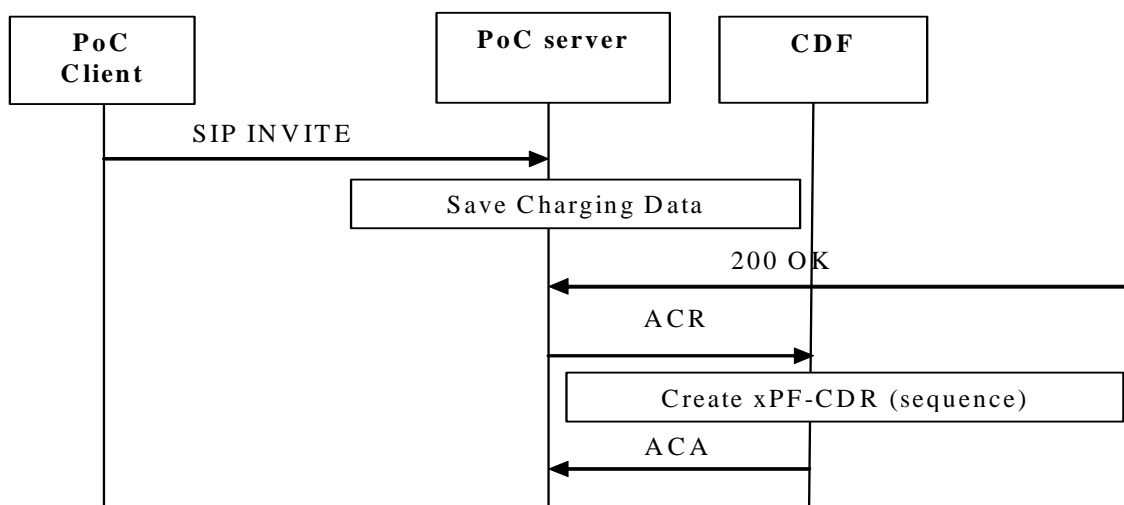 PoC
Client
PoC server
CDF
SIP INVITE
Save Charging Data
200 OK
ACR
Create xPF-CDR (sequence)
ACA